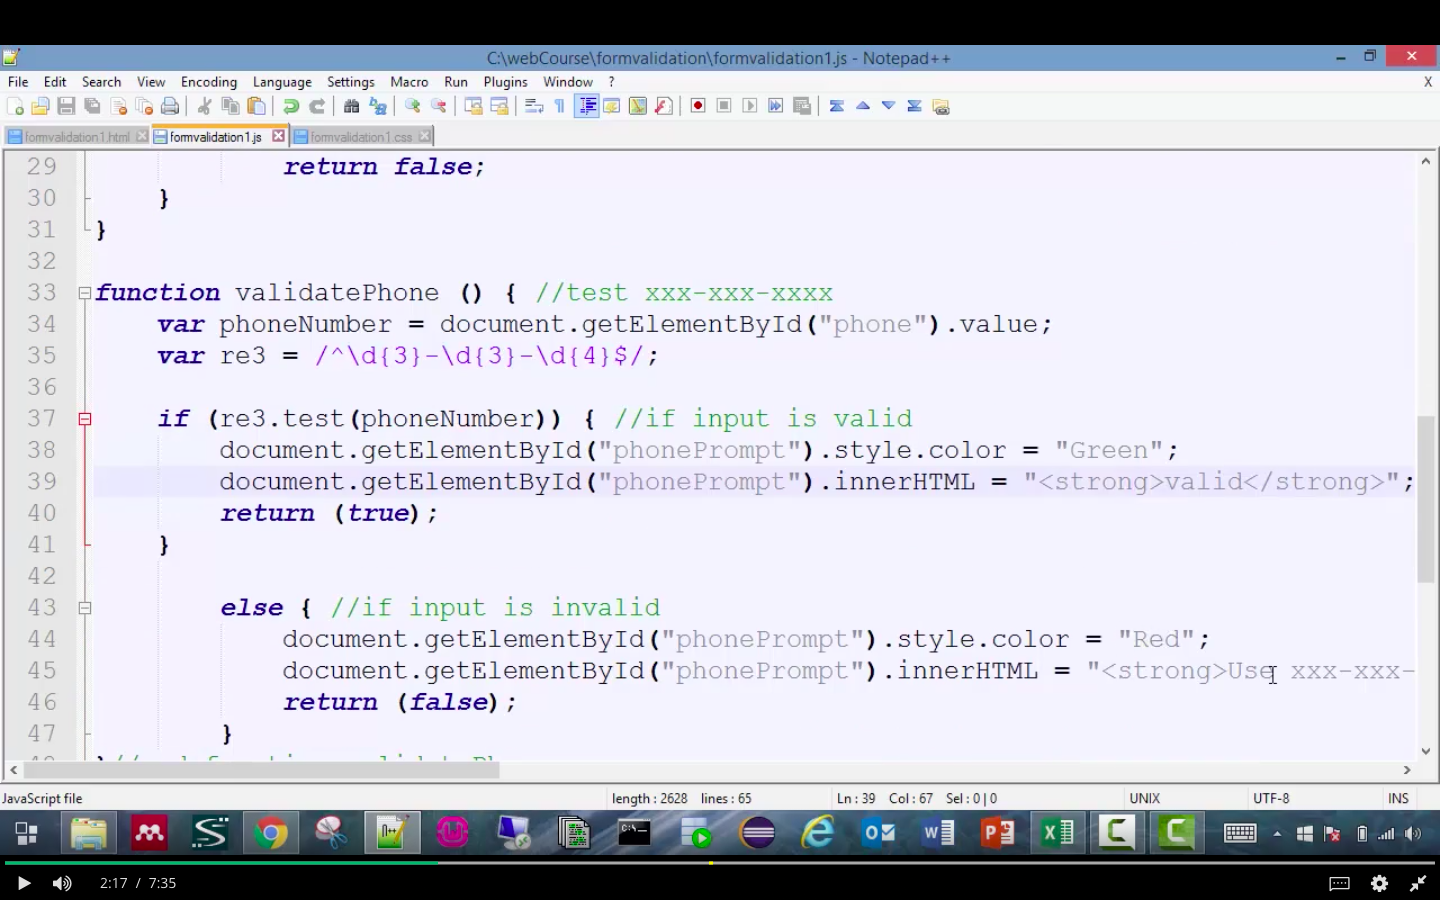 C:\webCourse\formvalidation\formvalidation1.js - Notepad++
File Edit Search View Encoding Language Settings Macro Run Plugins Window ? X
formvalidation1.html formvalidation1.js formvalidation1.css
29 return false;
30 }
31 }
32
33 function validatePhone () { //test xxx-xxx-xxxx
34 var phoneNumber = document.getElementById("phone").value;
35 var re3 = /^\d{3}-\d{3}-\d{4}$/;
36
37 if (re3.test(phoneNumber)) { //if input is valid
38 document.getElementById("phonePrompt").style.color = "Green";
39 document.getElementById("phonePrompt").innerHTML = "<strong>valid</strong>";
40 return (true);
41 }
42
43 else { //if input is invalid
44 document.getElementById("phonePrompt").style.color = "Red";
45 document.getElementById("phonePrompt").innerHTML = "<strong>Use xxx-xxx-
46 return (false);
47 }
JavaScript file length : 2628 lines : 65 Ln : 39 Col : 67 Sel : 0 | 0 UNIX UTF-8 INS
2:17 / 7:35